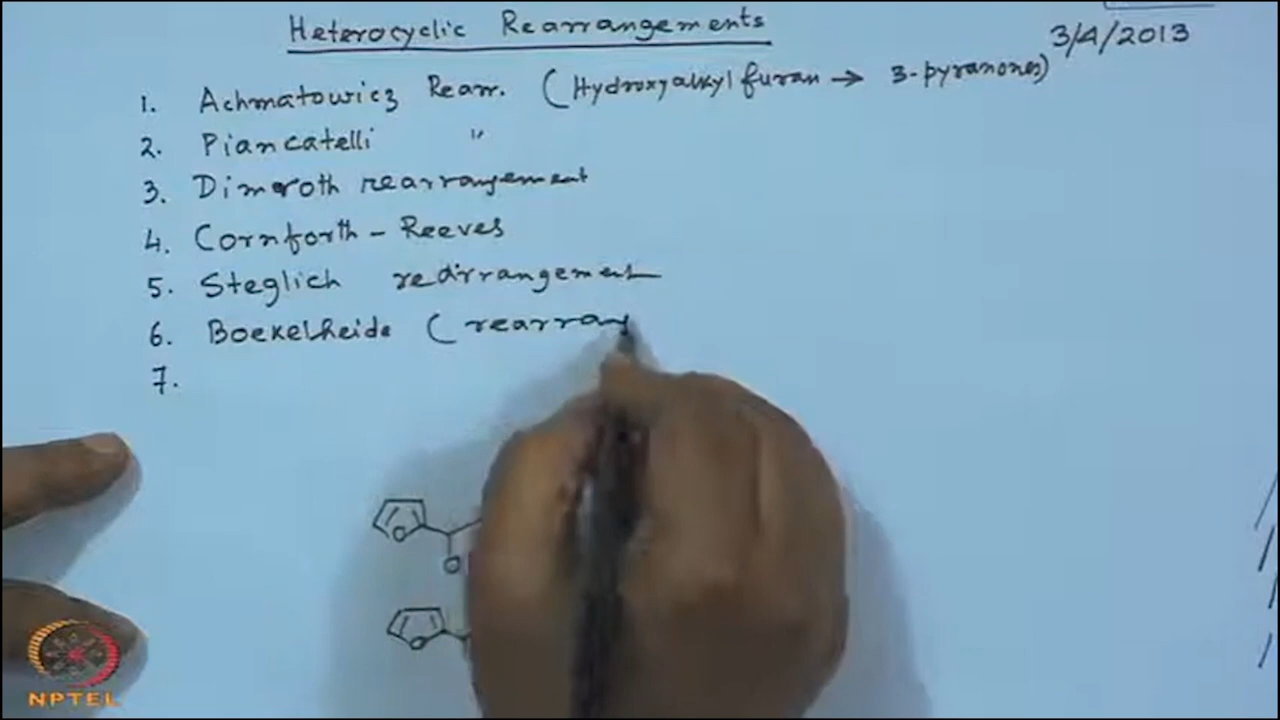 Heterocyclic Rearrangements
3/4/2013
1. Achmatowicz Rearr. (Hydroxyalkyl furan → 3-pyranones)
2. Piancatelli "
3. Dimroth rearrangement
4. Cornforth - Reeves
5. Steglich rearrangement
6. Boekelheide (rearrang
7.
O
O
O
NPTEL